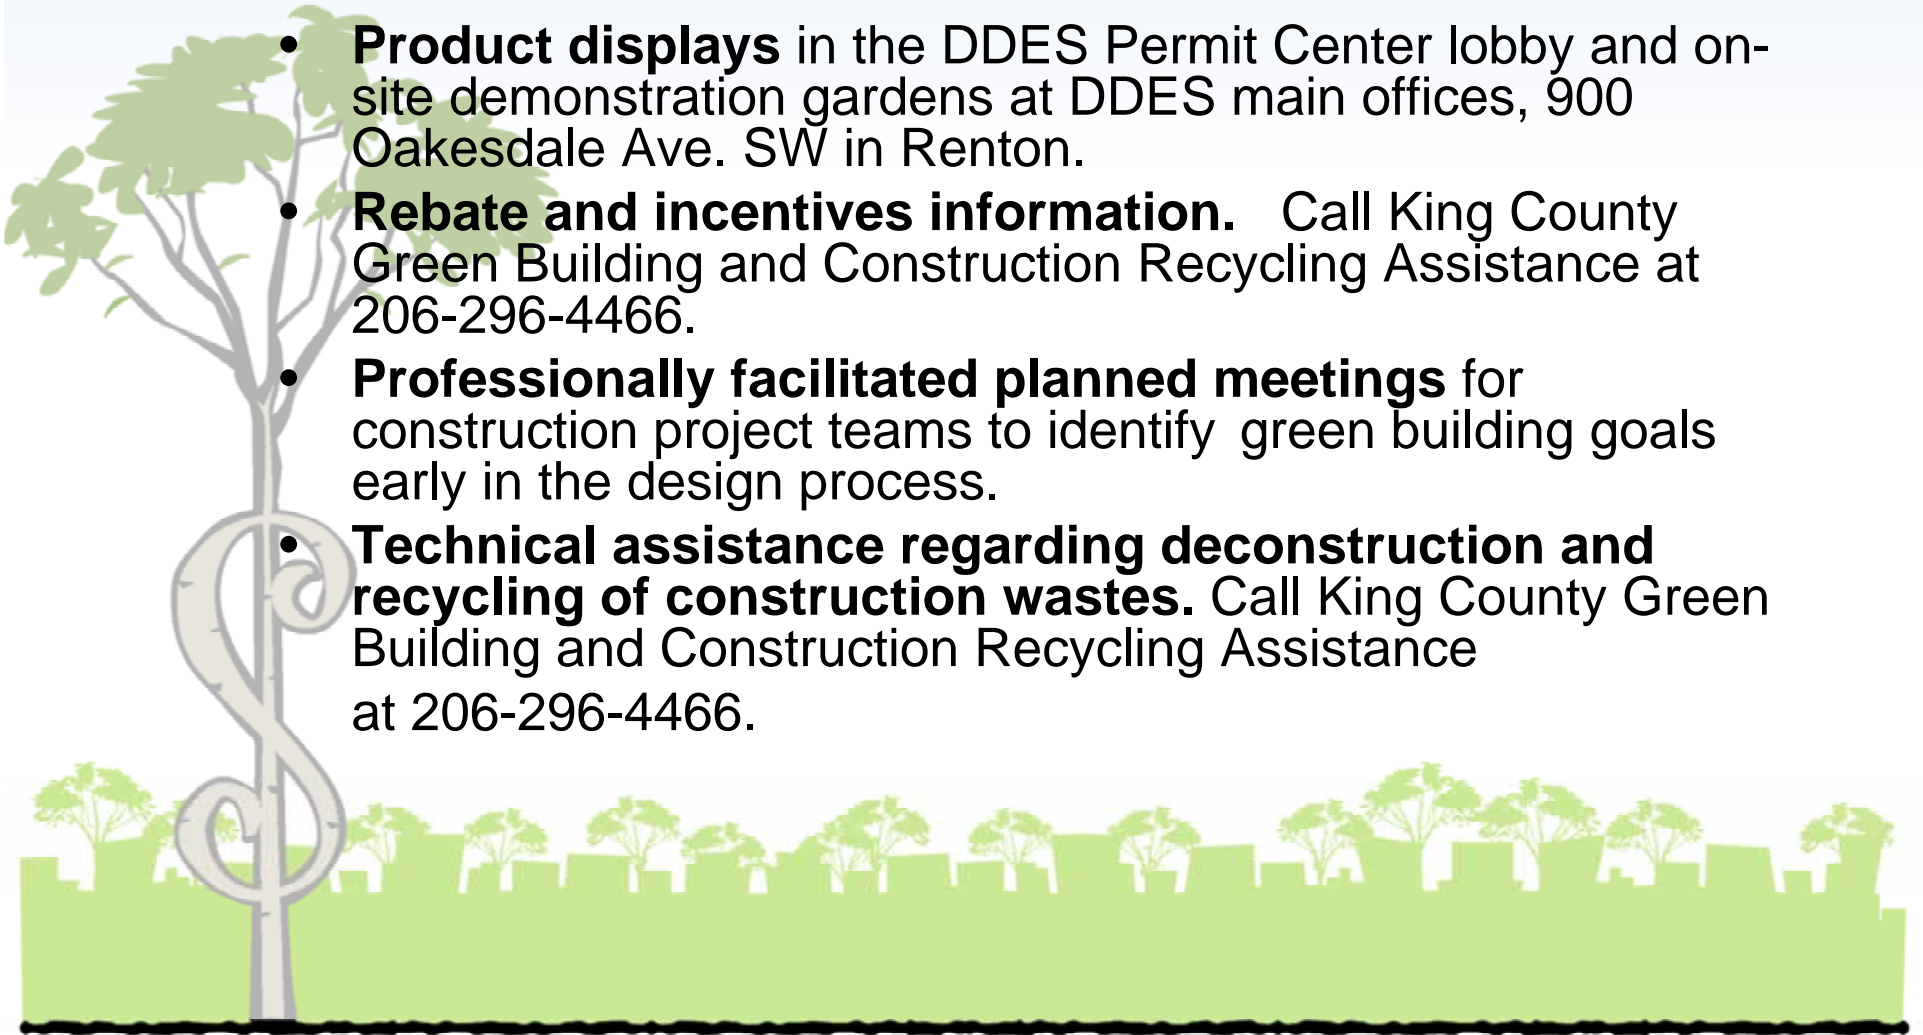 • Product displays in the DDES Permit Center lobby and on-
site demonstration gardens at DDES main offices, 900
Oakesdale Ave. SW in Renton.
• Rebate and incentives information. Call King County
Green Building and Construction Recycling Assistance at
206-296-4466.
• Professionally facilitated planned meetings for
construction project teams to identify green building goals
early in the design process.
• Technical assistance regarding deconstruction and
recycling of construction wastes. Call King County Green
Building and Construction Recycling Assistance
at 206-296-4466.